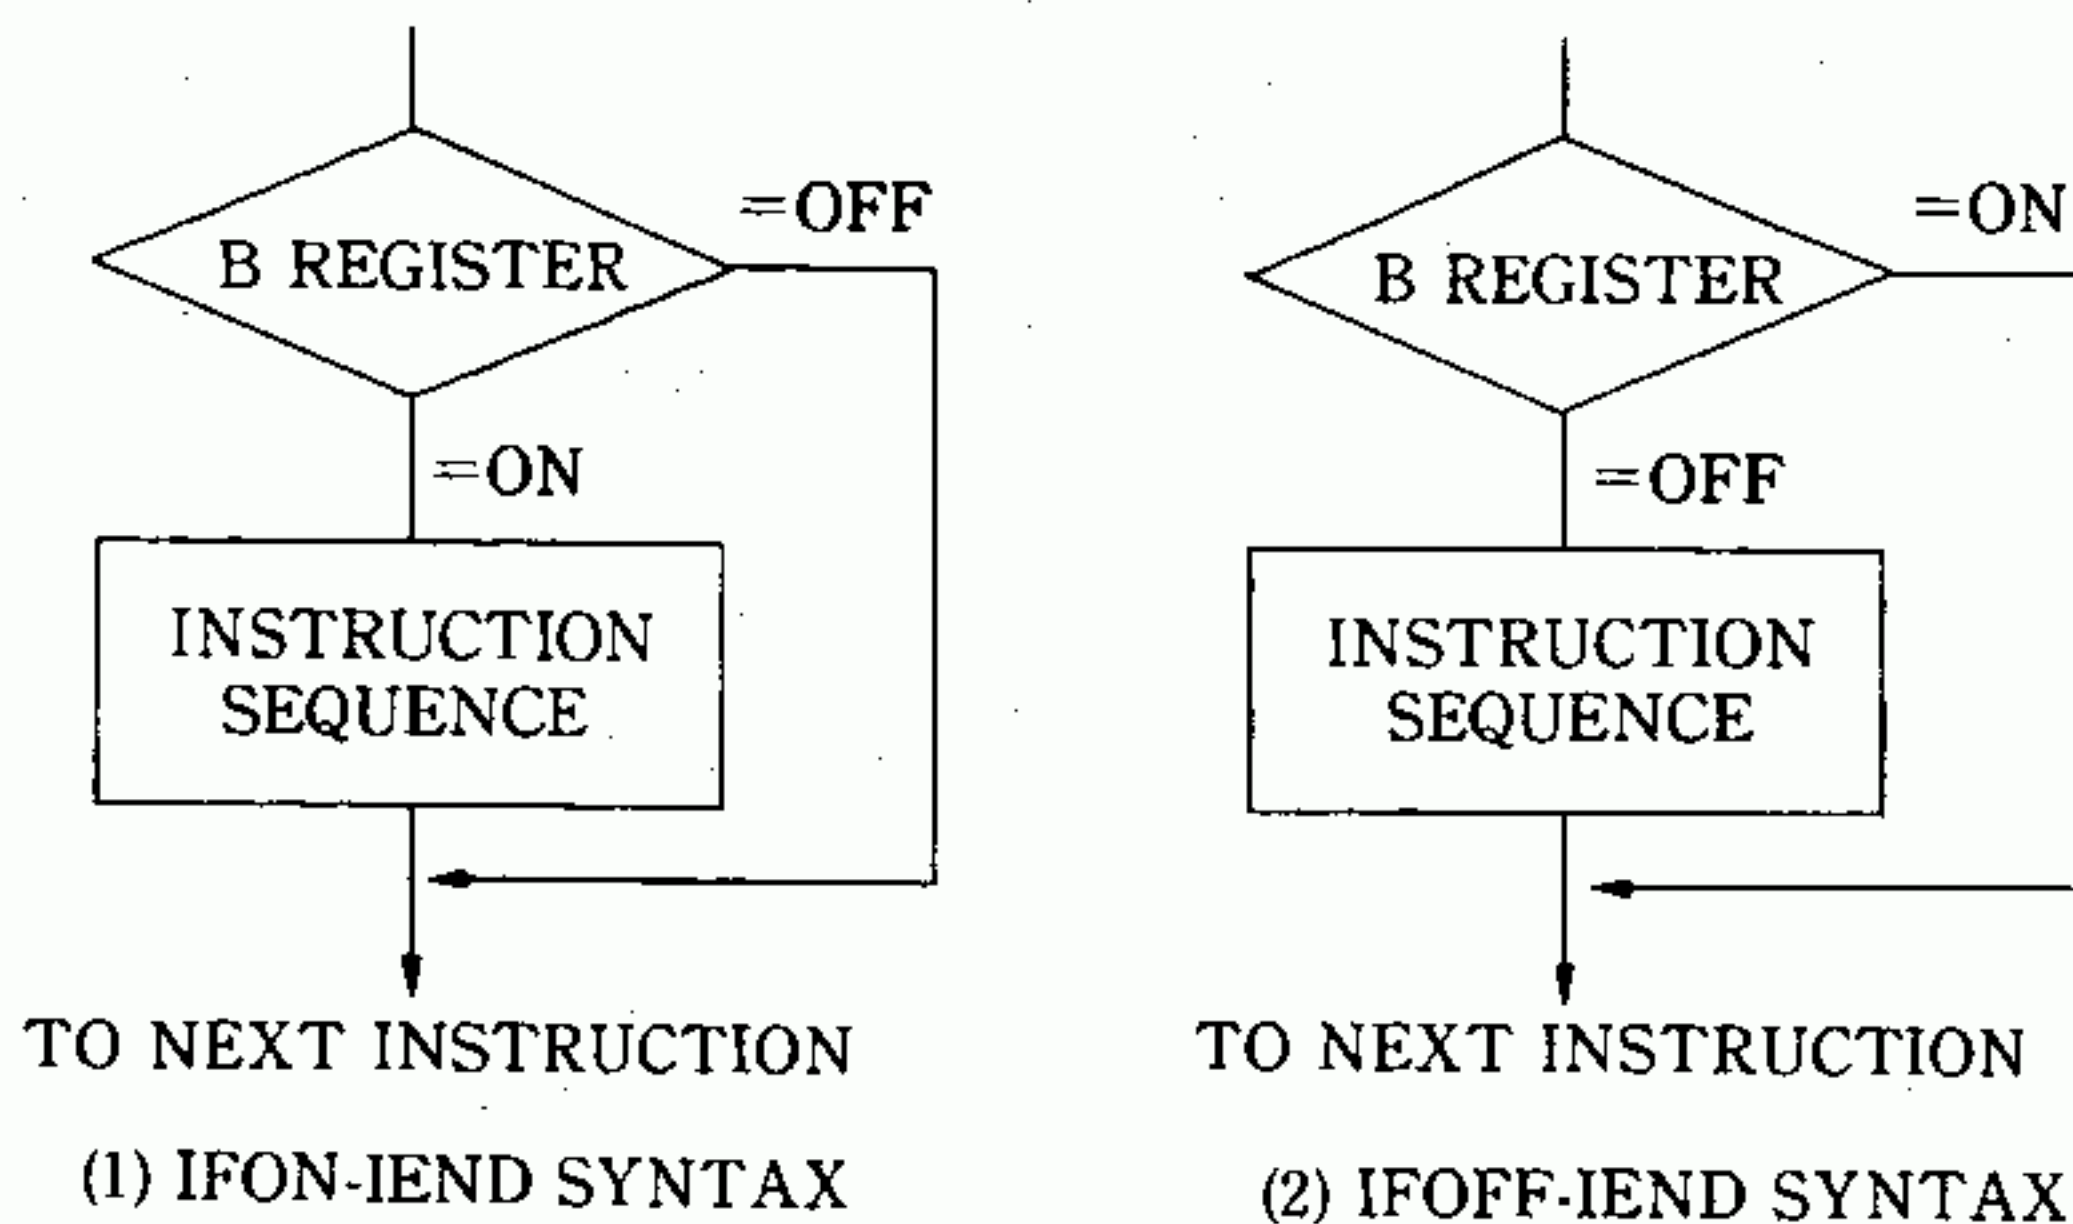 B REGISTER
=OFF
=ON
INSTRUCTION
SEQUENCE
TO NEXT INSTRUCTION
(1) IFON-IEND SYNTAX
B REGISTER
=ON
=OFF
INSTRUCTION
SEQUENCE
TO NEXT INSTRUCTION
(2) IFOFF-IEND SYNTAX